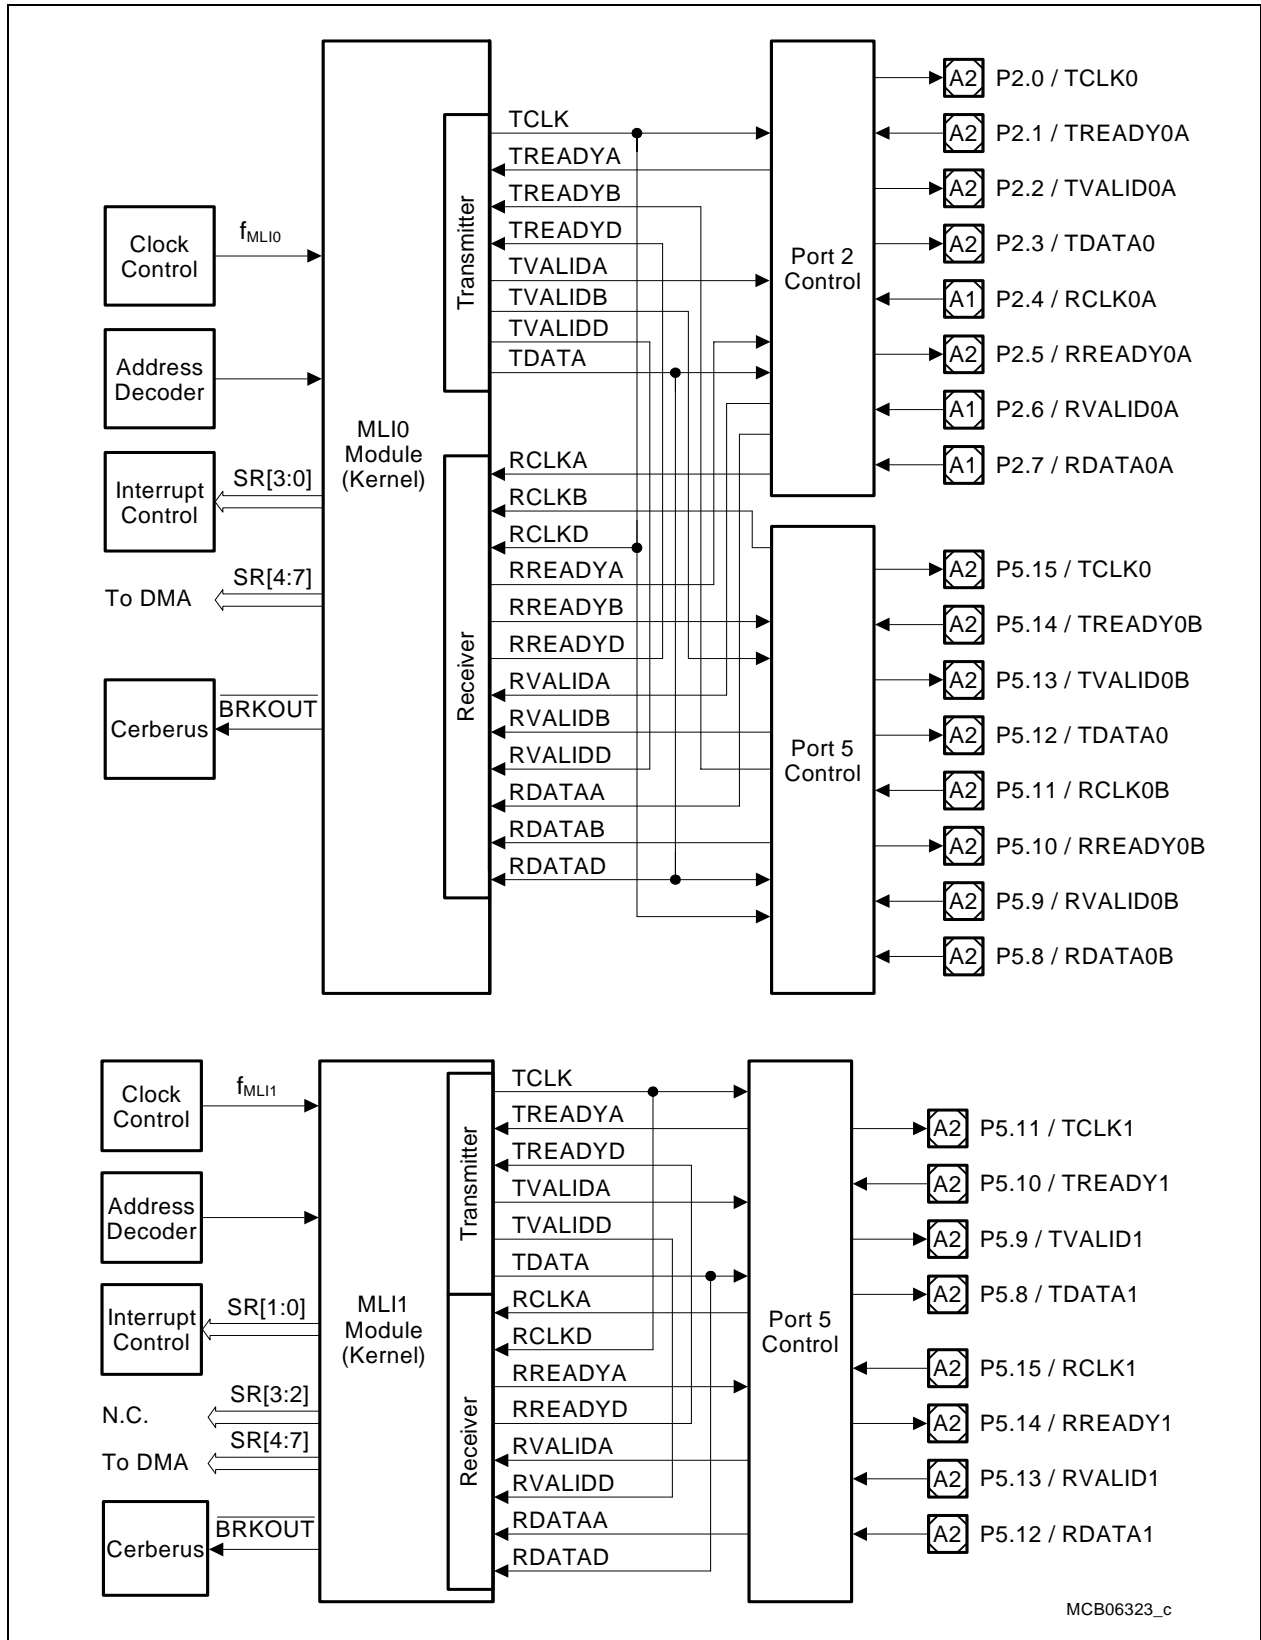 Clock
Control
fMLI0
Address
Decoder
Interrupt
Control
SR[3:0]
To DMA
SR[4:7]
Cerberus
BRKOUT
MLI0
Module
(Kernel)
Transmitter
Receiver
TCLK
TREADYA
TREADYB
TREADYD
TVALIDA
TVALIDB
TVALIDD
TDATA
RCLKA
RCLKB
RCLKD
RREADYA
RREADYB
RREADYD
RVALIDA
RVALIDB
RVALIDD
RDATAA
RDATAB
RDATAD
Port 2
Control
A2 P2.0 / TCLK0
A2 P2.1 / TREADY0A
A2 P2.2 / TVALID0A
A2 P2.3 / TDATA0
A1 P2.4 / RCLK0A
A2 P2.5 / RREADY0A
A1 P2.6 / RVALID0A
A1 P2.7 / RDATA0A
Port 5
Control
A2 P5.15 / TCLK0
A2 P5.14 / TREADY0B
A2 P5.13 / TVALID0B
A2 P5.12 / TDATA0
A2 P5.11 / RCLK0B
A2 P5.10 / RREADY0B
A2 P5.9 / RVALID0B
A2 P5.8 / RDATA0B
Clock
Control
fMLI1
Address
Decoder
Interrupt
Control
SR[1:0]
N.C.
SR[3:2]
To DMA
SR[4:7]
Cerberus
BRKOUT
MLI1
Module
(Kernel)
Transmitter
Receiver
TCLK
TREADYA
TREADYD
TVALIDA
TVALIDD
TDATA
RCLKA
RCLKD
RREADYA
RREADYD
RVALIDA
RVALIDD
RDATAA
RDATAD
Port 5
Control
A2 P5.11 / TCLK1
A2 P5.10 / TREADY1
A2 P5.9 / TVALID1
A2 P5.8 / TDATA1
A2 P5.15 / RCLK1
A2 P5.14 / RREADY1
A2 P5.13 / RVALID1
A2 P5.12 / RDATA1
MCB06323_c